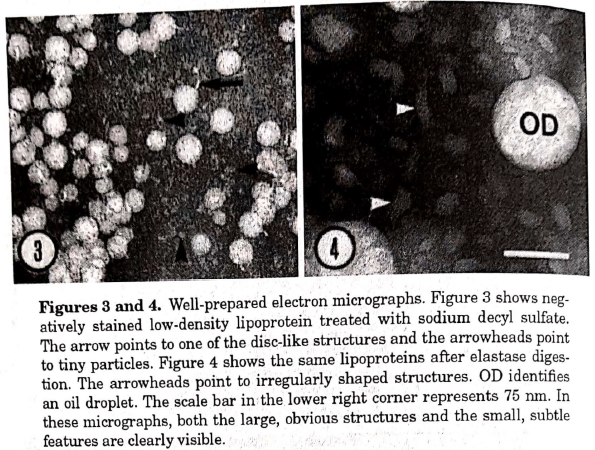 OD
3
4
Figures 3 and 4. Well-prepared electron micrographs. Figure 3 shows neg-
atively stained low-density lipoprotein treated with sodium decyl sulfate.
The arrow points to one of the disc-like structures and the arrowheads point
to tiny particles. Figure 4 shows the same lipoproteins after elastase diges-
tion. The arrowheads point to irregularly shaped structures. OD identifies
an oil droplet. The scale bar in the lower right corner represents 75 nm. In
these micrographs, both the large, obvious structures and the small, subtle
features are clearly visible.